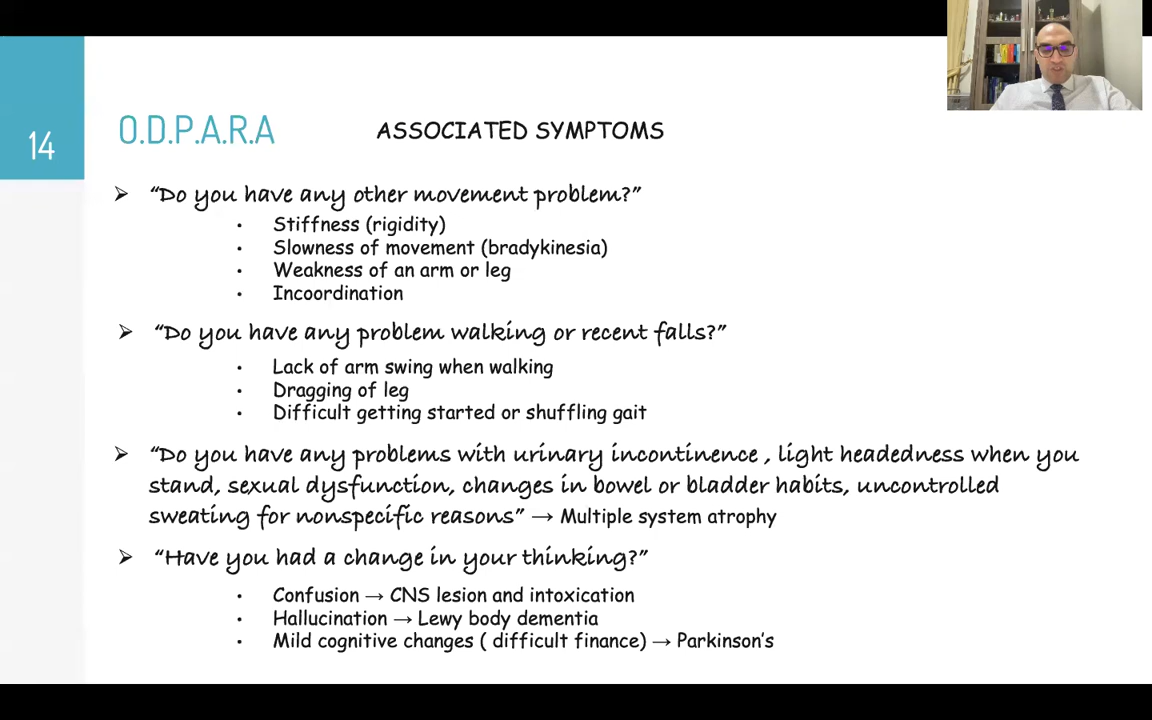 14
O.D.P.A.R.A
ASSOCIATED SYMPTOMS
➤ “Do you have any other movement problem?”
• Stiffness (rigidity)
• Slowness of movement (bradykinesia)
• Weakness of an arm or leg
• Incoordination
➤ “Do you have any problem walking or recent falls?”
• Lack of arm swing when walking
• Dragging of leg
• Difficult getting started or shuffling gait
➤ “Do you have any problems with urinary incontinence , light headedness when you
stand, sexual dysfunction, changes in bowel or bladder habits, uncontrolled
sweating for nonspecific reasons” → Multiple system atrophy
➤ “Have you had a change in your thinking?”
• Confusion → CNS lesion and intoxication
• Hallucination → Lewy body dementia
• Mild cognitive changes ( difficult finance) → Parkinson’s